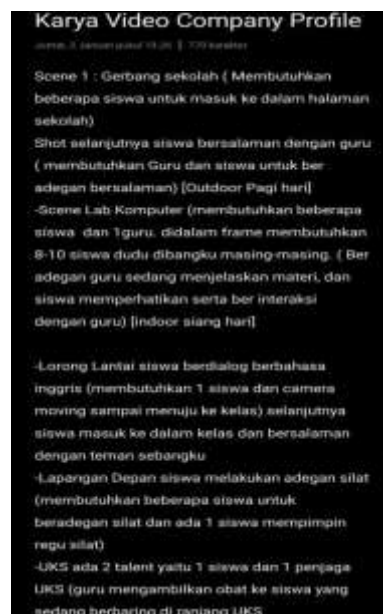 Karya Video Company Profile
3 Januari pukul 19.26 | 770 karakter
Scene 1 : Gerbang sekolah ( Membutuhkan
beberapa siswa untuk masuk ke dalam halaman
sekolah)
Shot selanjutnya siswa bersalaman dengan guru
( membutuhkan Guru dan siswa untuk ber
adegan bersalaman) [Outdoor Pagi hari]
-Scene Lab Komputer (membutuhkan beberapa
siswa dan 1guru. didalam frame membutuhkan
8-10 siswa dudu dibangku masing-masing. ( Ber
adegan guru sedang menjelaskan materi, dan
siswa memperhatikan serta ber interaksi
dengan guru) [indoor siang hari]
-Lorong Lantai siswa berdialog berbahasa
inggris (membutuhkan 1 siswa dan camera
moving sampai menuju ke kelas) selanjutnya
siswa masuk ke dalam kelas dan bersalaman
dengan teman sebangku
-Lapangan Depan siswa melakukan adegan silat
(membutuhkan beberapa siswa untuk
beradegan silat dan ada 1 siswa mempimpin
regu silat)
-UKS ada 2 talent yaitu 1 siswa dan 1 penjaga
UKS (guru mengambilkan obat ke siswa yang
sedang berbaring di ranjang UKS